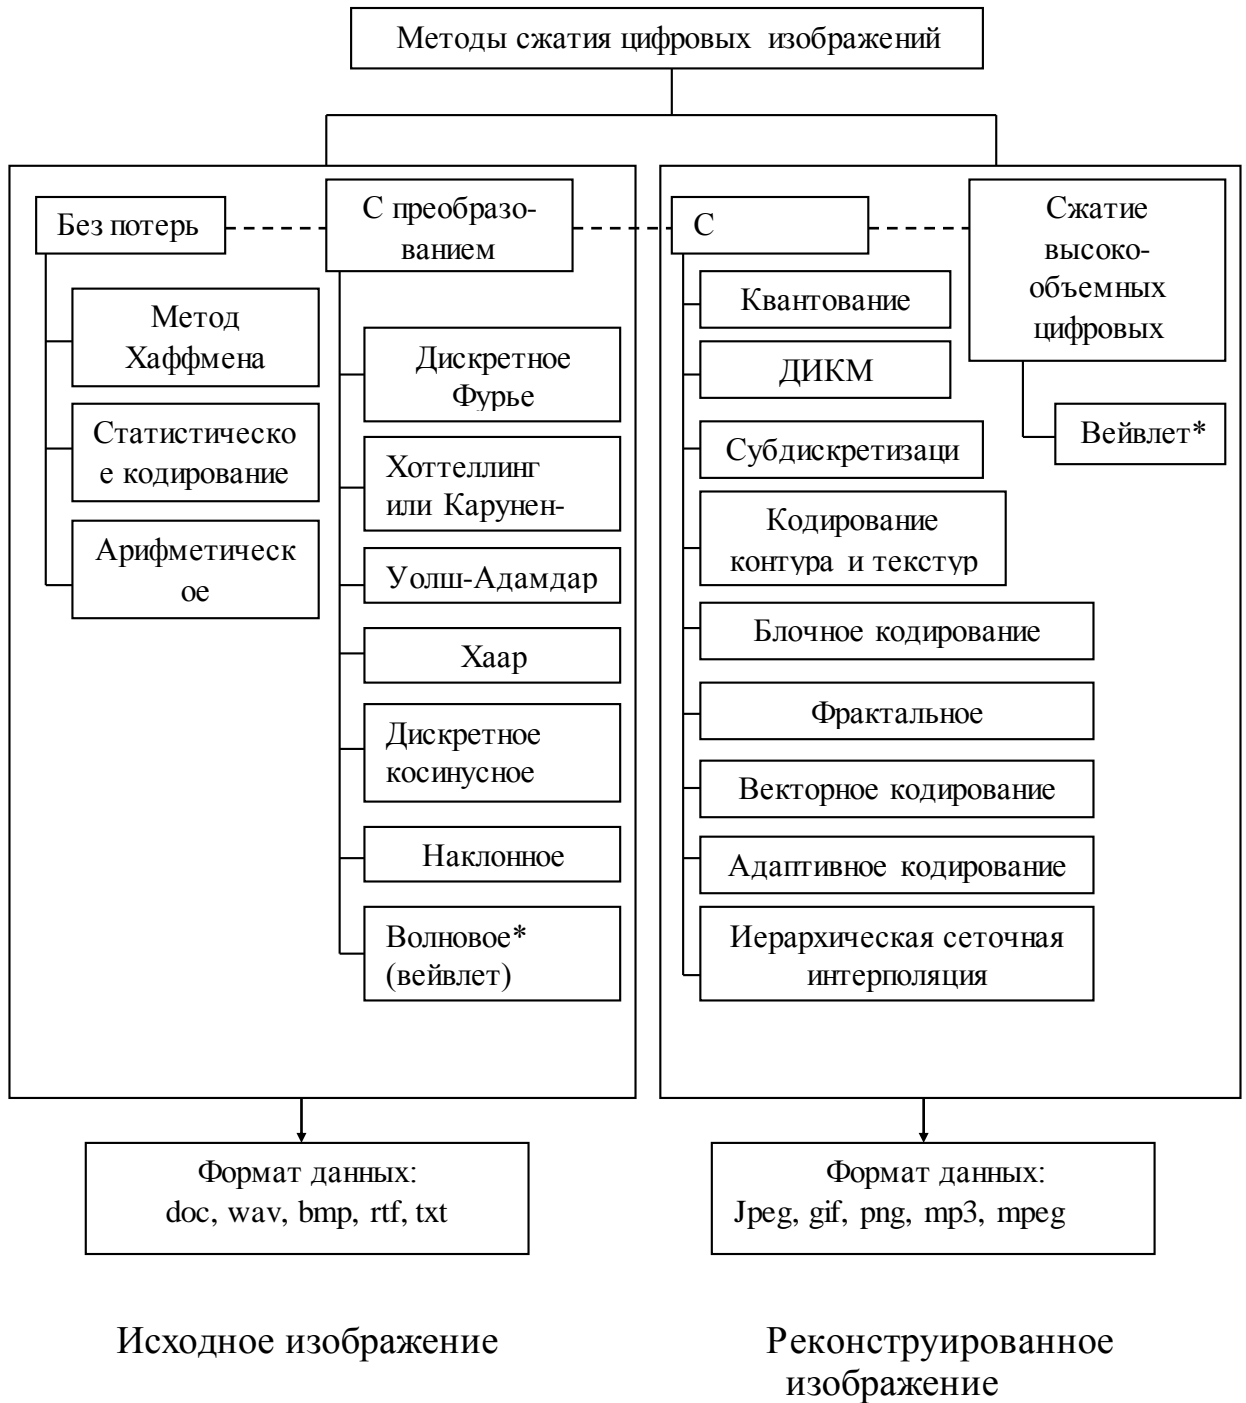 Методы сжатия цифровых изображений
Без потерь
Метод
Хаффмена
Статистическо
е кодирование
Арифметическ
ое
С преобразо-
ванием
Дискретное
Фурье
Хоттеллинг
или Карунен-
Уолш-Адамдар
Хаар
Дискретное
косинусное
Наклонное
Волновое*
(вейвлет)
С
Квантование
ДИКМ
Субдискретизаци
Кодирование
контура и текстур
Блочное кодирование
Фрактальное
Векторное кодирование
Адаптивное кодирование
Иерархическая сеточная
интерполяция
Сжатие
высоко-
объемных
цифровых
Вейвлет*
Формат данных:
doc, wav, bmp, rtf, txt
Формат данных:
Jpeg, gif, png, mp3, mpeg
Исходное изображение
Реконструированное
изображение